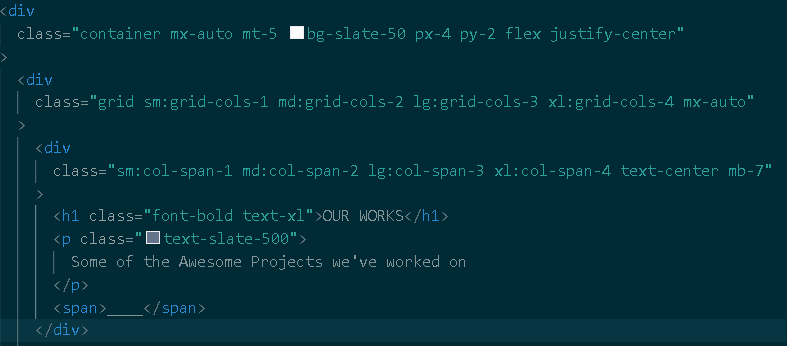 <div
class="container mx-auto mt-5 bg-slate-50 px-4 py-2 flex justify-center"
>
<div
class="grid sm:grid-cols-1 md:grid-cols-2 lg:grid-cols-3 xl:grid-cols-4 mx-auto"
>
<div
class="sm:col-span-1 md:col-span-2 lg:col-span-3 xl:col-span-4 text-center mb-7"
>
<h1 class="font-bold text-xl">OUR WORKS</h1>
<p class="text-slate-500">
Some of the Awesome Projects we've worked on
</p>
<span>____</span>
</div>